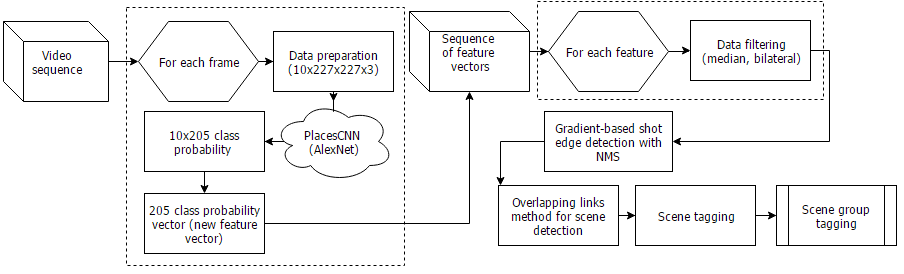 Video
sequence
For each frame
Data preparation
(10x227x227x3)
PlacesCNN
(AlexNet)
10x205 class
probability
205 class probability
vector (new feature
vector)
Sequence
of feature
vectors
For each feature
Data filtering
(median, bilateral)
Gradient-based shot
edge detection with
NMS
Overlapping links
method for scene
detection
Scene tagging
Scene group
tagging